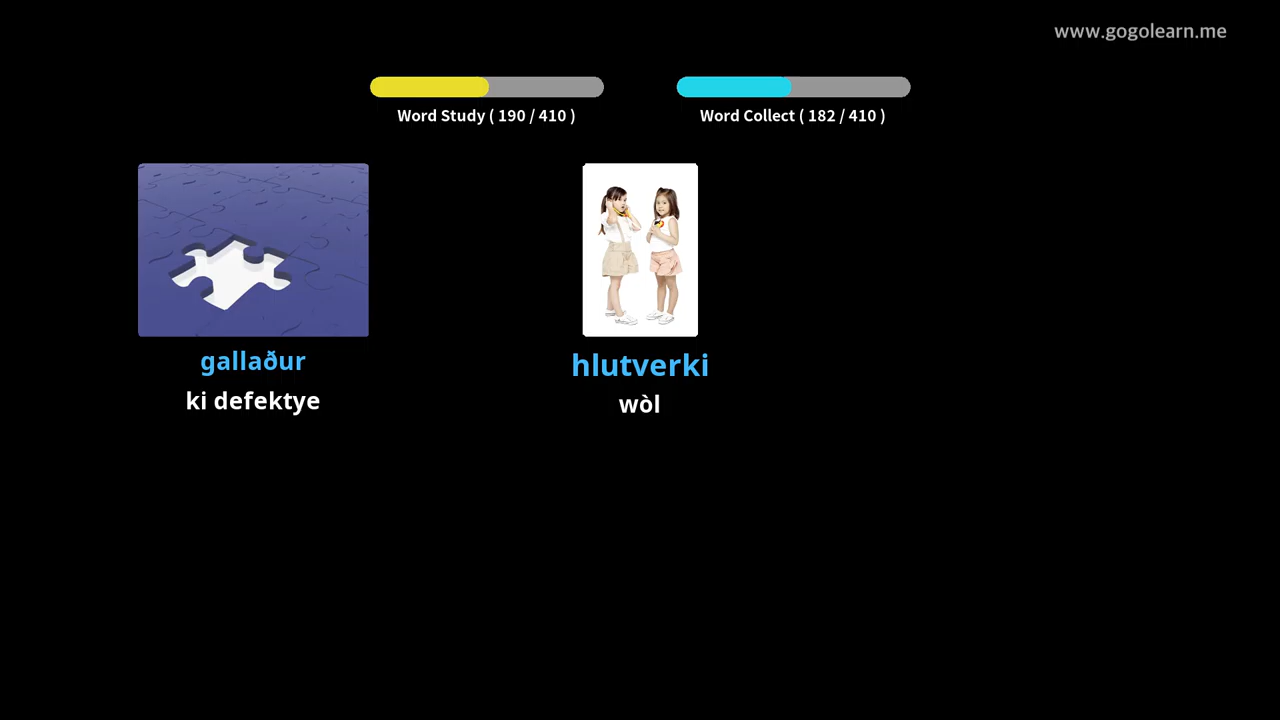 www.gogolearn.me
Word Study ( 190 / 410 )
Word Collect ( 182 / 410 )
gallaður
ki defektye
hlutverki
wòl